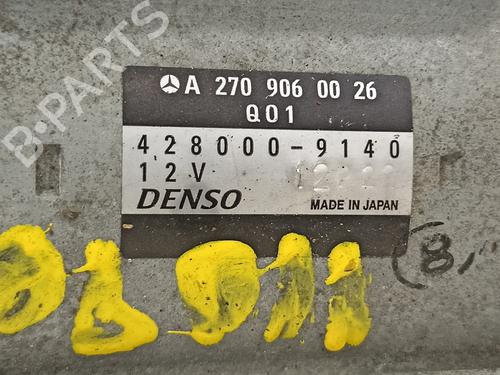 B-PARTS
A 270 906 00 26
Q01
428000-9140
12V
DENSO MADE IN JAPAN